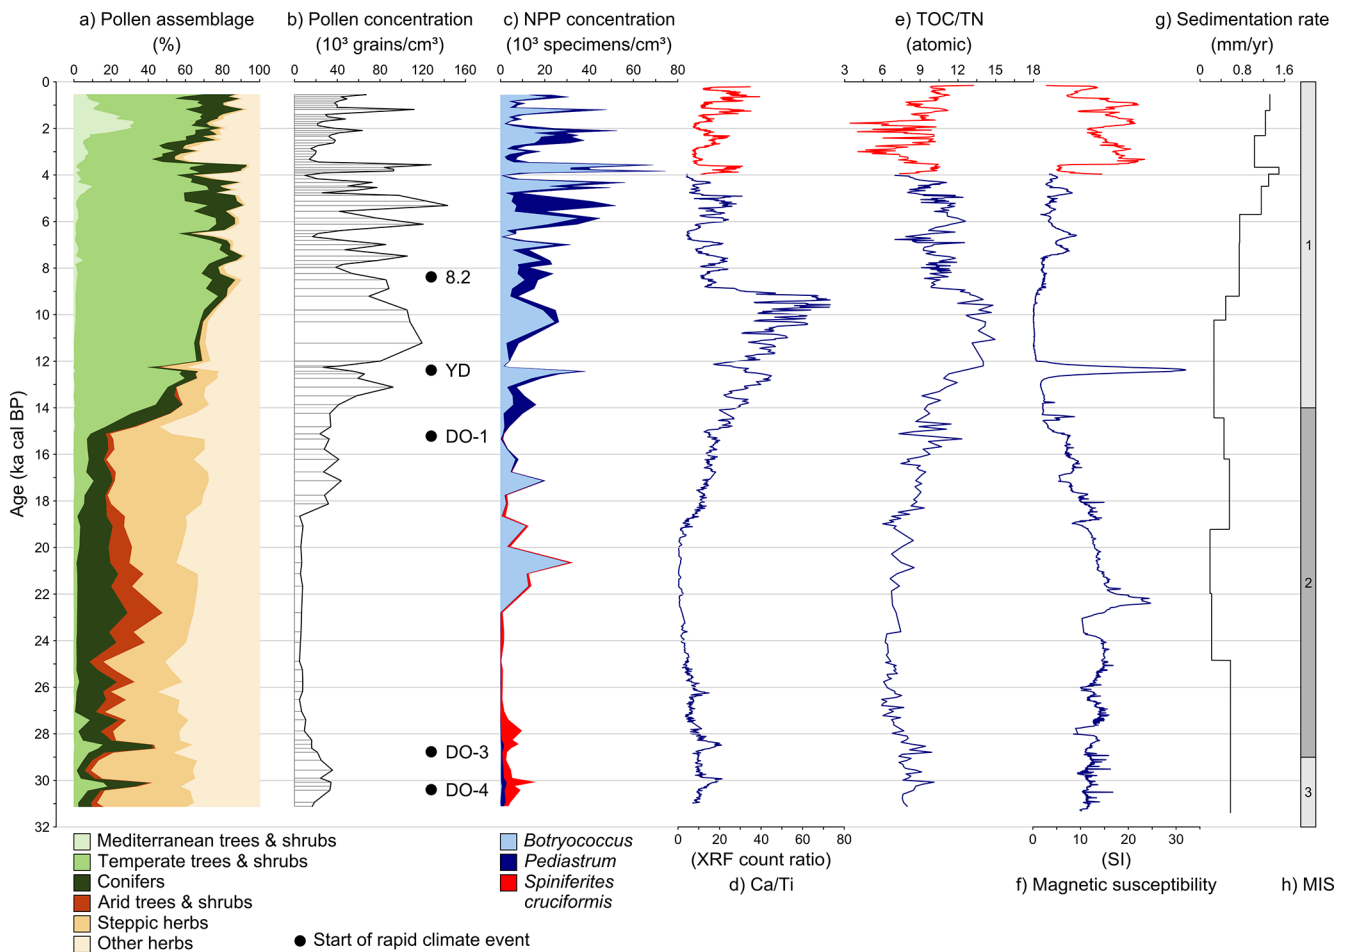 a) Pollen assemblage b) Pollen concentration c) NPP concentration e) TOC/TN g) Sedimentation rate
(%) (10³ grains/cm³) (10³ specimens/cm³) (atomic) (mm/yr)
0 20 40 60 80 100 0 40 80 120 160 0 20 40 60 80 3 6 9 12 15 18 0 0.8 1.6
0
2
4
6
1
8 8.2
10
12 YD
14
DO-1
16
18
20
2
22
24
26
28
DO-3
30 DO-4 3
32
Age (ka cal BP)
0 20 40 60 80 0 10 20 30
Mediterranean trees & shrubs Botryococcus (XRF count ratio) (SI)
Temperate trees & shrubs Pediastrum d) Ca/Ti f) Magnetic susceptibility h) MIS
Conifers Spiniferites
Arid trees & shrubs cruciformis
Steppic herbs
Other herbs Start of rapid climate event